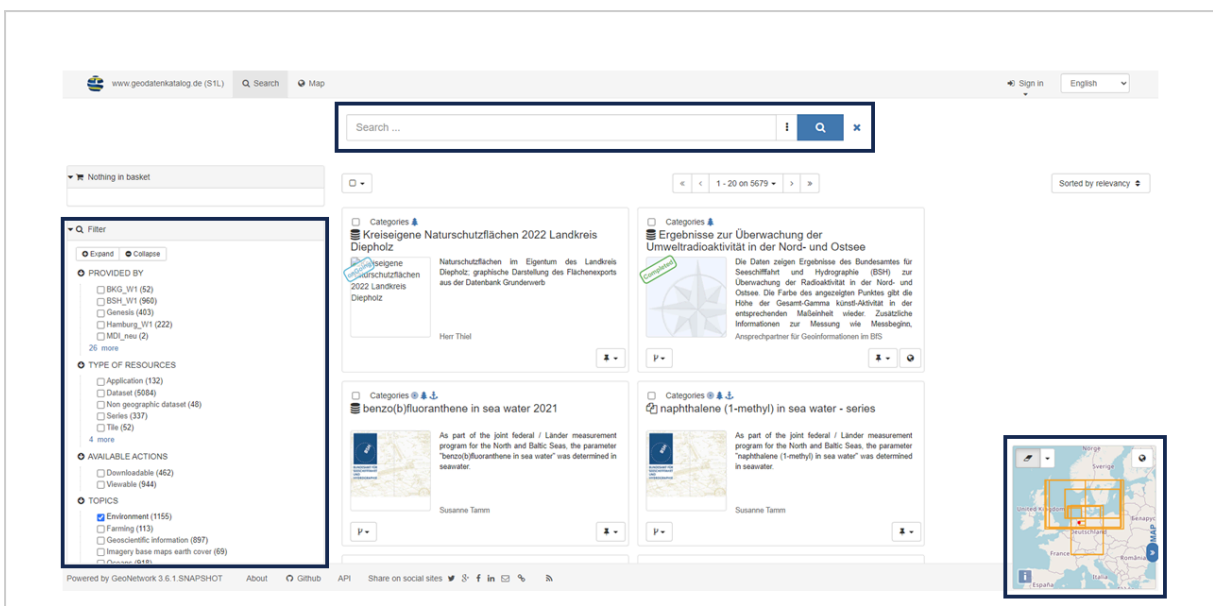 www.geodatenkatalog.de (S1L) Search Map Sign in English
Search ...
Nothing in basket
1 - 20 on 5679
Sorted by relevancy
Filter
Expand Collapse
PROVIDED BY
BKG_W1 (52)
BSH_W1 (960)
Genesis (403)
Hamburg_W1 (222)
MDI_neu (2)
26 more
TYPE OF RESOURCES
Application (132)
Dataset (5084)
Non geographic dataset (48)
Series (337)
Tile (52)
4 more
AVAILABLE ACTIONS
Downloadable (462)
Viewable (944)
TOPICS
Environment (1155)
Farming (113)
Geoscientific information (897)
Imagery base maps earth cover (69)
Oceans (918)
Categories
Kreiseigene Naturschutzflächen 2022 Landkreis
Diepholz
onGoing
Kreiseigene
Naturschutzflächen
2022 Landkreis
Diepholz
Naturschutzflächen im Eigentum des Landkreis
Diepholz; graphische Darstellung des Flächenexports
aus der Datenbank Grunderwerb
Herr Thiel
Categories
Ergebnisse zur Überwachung der
Umweltradioaktivität in der Nord- und Ostsee
Completed
Die Daten zeigen Ergebnisse des Bundesamtes für
Seeschifffahrt und Hydrographie (BSH) zur
Überwachung der Radioaktivität in der Nord- und
Ostsee. Die Farbe des angezeigten Punktes gibt die
Höhe der Gesamt-Gamma künstl-Aktivität in der
entsprechenden Maßeinheit wieder. Zusätzliche
Informationen zur Messung wie Messbeginn,
Ansprechpartner für Geoinformationen im BfS
Categories
benzo(b)fluoranthene in sea water 2021
As part of the joint federal / Länder measurement
program for the North and Baltic Seas, the parameter
"benzo(b)fluoranthene in sea water" was determined in
seawater.
Susanne Tamm
Categories
naphthalene (1-methyl) in sea water - series
As part of the joint federal / Länder measurement
program for the North and Baltic Seas, the parameter
"naphthalene (1-methyl) in sea water" was determined
in seawater.
Susanne Tamm
Norge
Sverige
United Kingdom
Беларус
Deutschland
MAP
France
România
Italia
España
Powered by GeoNetwork 3.6.1.SNAPSHOT About Github API Share on social sites